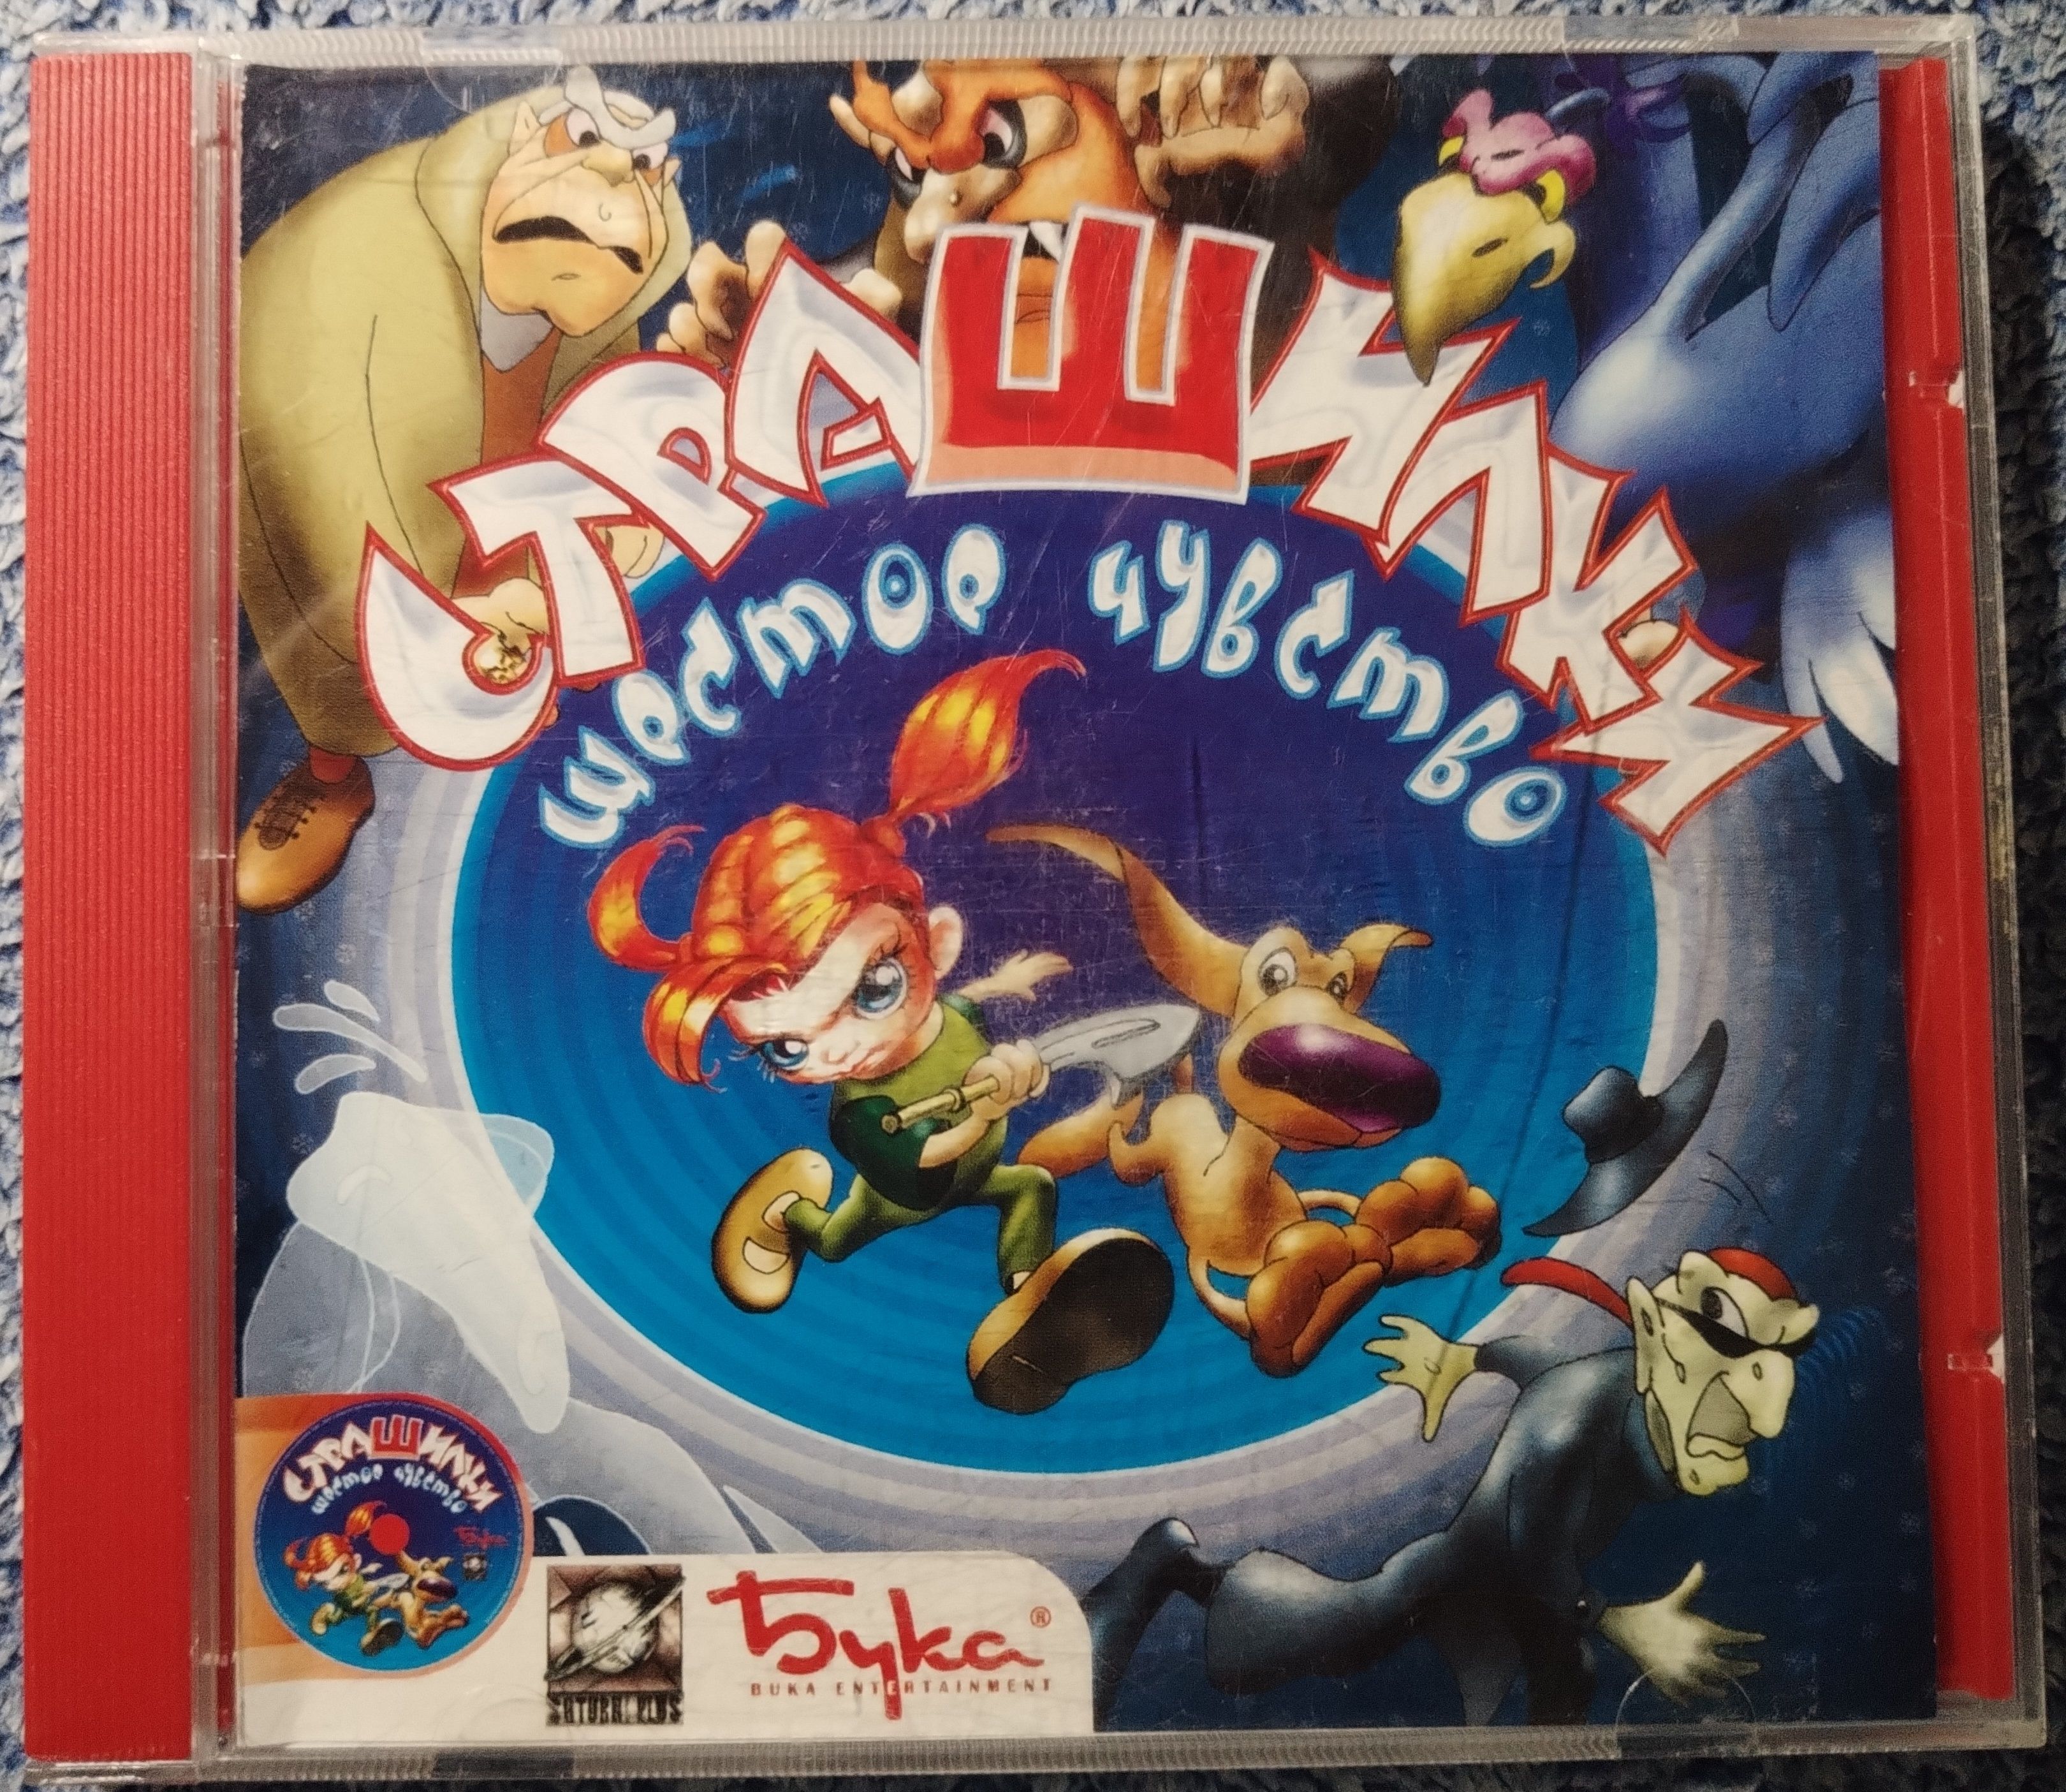 СТРАШИЛКИ
шестое чувство
СТРАШИЛКИ
шестое чувство
Бука
SATURN PLUS
Бука ®
BUKA ENTERTAINMENT